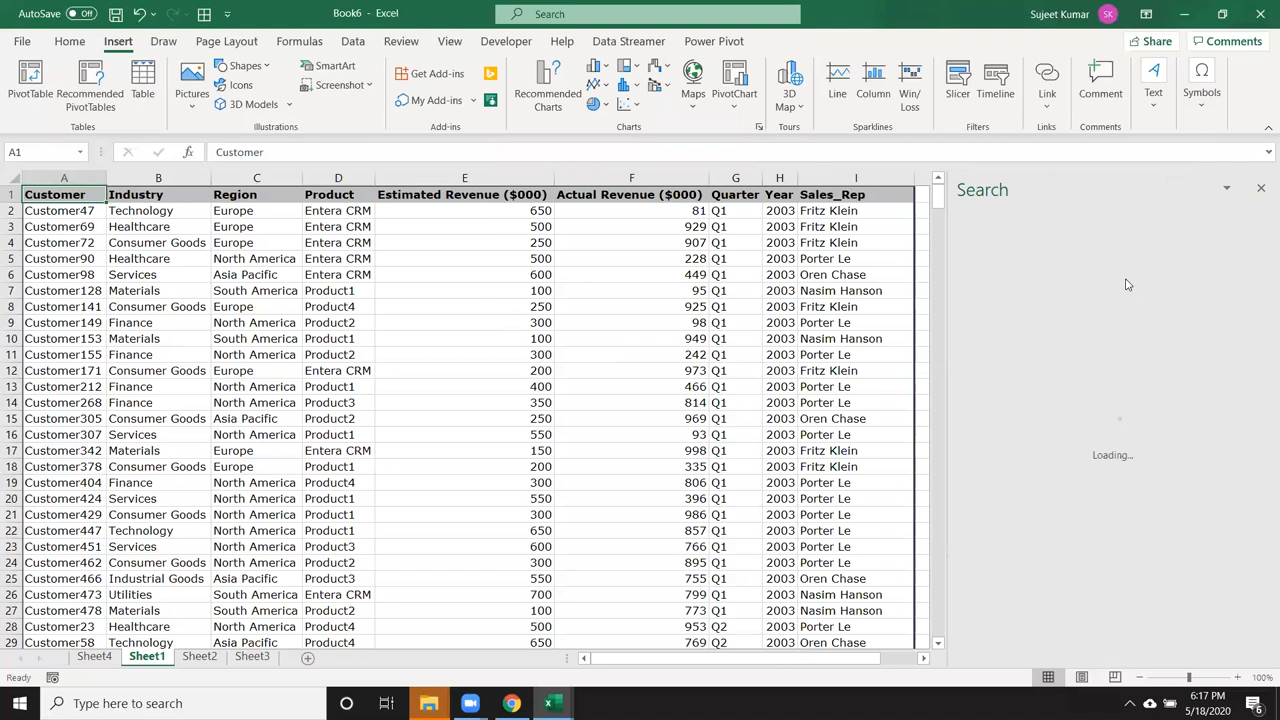 AutoSave Off Book6 - Excel Search Sujeet Kumar SK
File Home Insert Draw Page Layout Formulas Data Review View Developer Help Data Streamer Power Pivot Share Comments
PivotTable Recommended PivotTables Table Pictures Shapes Icons 3D Models SmartArt Screenshot Get Add-ins My Add-ins Recommended Charts Maps PivotChart 3D Map Line Column Win/Loss Slicer Timeline Link Comment Text Symbols
Tables Illustrations Add-ins Charts Tours Sparklines Filters Links Comments
A1 fx Customer
A B C D E F G H I
1 Customer Industry Region Product Estimated Revenue ($000) Actual Revenue ($000) Quarter Year Sales_Rep
2 Customer47 Technology Europe Entera CRM 650 81 Q1 2003 Fritz Klein
3 Customer69 Healthcare Europe Entera CRM 500 929 Q1 2003 Fritz Klein
4 Customer72 Consumer Goods Europe Entera CRM 250 907 Q1 2003 Fritz Klein
5 Customer90 Healthcare North America Entera CRM 500 228 Q1 2003 Porter Le
6 Customer98 Services Asia Pacific Entera CRM 600 449 Q1 2003 Oren Chase
7 Customer128 Materials South America Product1 100 95 Q1 2003 Nasim Hanson
8 Customer141 Consumer Goods Europe Product4 250 925 Q1 2003 Fritz Klein
9 Customer149 Finance North America Product2 300 98 Q1 2003 Porter Le
10 Customer153 Materials South America Product1 100 949 Q1 2003 Nasim Hanson
11 Customer155 Finance North America Product2 300 242 Q1 2003 Porter Le
12 Customer171 Consumer Goods Europe Entera CRM 200 973 Q1 2003 Fritz Klein
13 Customer212 Finance North America Product1 400 466 Q1 2003 Porter Le
14 Customer268 Finance North America Product3 350 814 Q1 2003 Porter Le
15 Customer305 Consumer Goods Asia Pacific Product2 250 969 Q1 2003 Oren Chase
16 Customer307 Services North America Product1 550 93 Q1 2003 Porter Le
17 Customer342 Materials Europe Entera CRM 150 998 Q1 2003 Fritz Klein
18 Customer378 Consumer Goods Europe Product1 200 335 Q1 2003 Fritz Klein
19 Customer404 Finance North America Product4 300 806 Q1 2003 Porter Le
20 Customer424 Services North America Product1 550 396 Q1 2003 Porter Le
21 Customer429 Consumer Goods North America Product1 300 986 Q1 2003 Porter Le
22 Customer447 Technology North America Product1 650 857 Q1 2003 Porter Le
23 Customer451 Services North America Product3 600 766 Q1 2003 Porter Le
24 Customer462 Consumer Goods North America Product2 300 895 Q1 2003 Porter Le
25 Customer466 Industrial Goods Asia Pacific Product3 550 755 Q1 2003 Oren Chase
26 Customer473 Utilities South America Entera CRM 700 799 Q1 2003 Nasim Hanson
27 Customer478 Materials South America Product2 100 773 Q1 2003 Nasim Hanson
28 Customer23 Healthcare North America Product4 500 953 Q2 2003 Porter Le
29 Customer58 Technology Asia Pacific Product4 650 769 Q2 2003 Oren Chase
Search
Loading...
Sheet4 Sheet1 Sheet2 Sheet3
Ready 100%
Type here to search 6:17 PM
5/18/2020 6